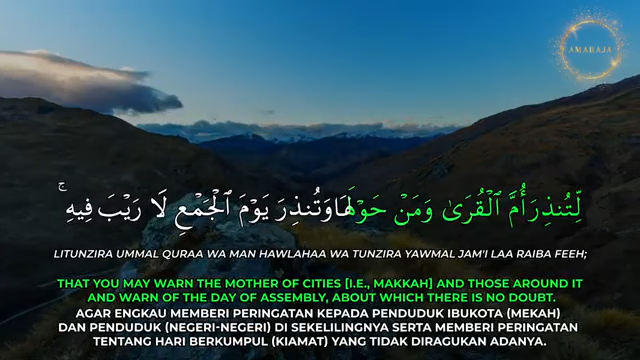 AMARAJA
لِّتُنذِرَ أُمَّ ٱلْقُرَىٰ وَمَنْ حَوْلَهَا وَتُنذِرَ يَوْمَ ٱلْجَمْعِ لَا رَيْبَ فِيهِ ۚ
LITUNZIRA UMMAL QURAA WA MAN HAWLAHAA WA TUNZIRA YAWMAL JAM'I LAA RAIBA FEEH;
THAT YOU MAY WARN THE MOTHER OF CITIES [I.E., MAKKAH] AND THOSE AROUND IT
AND WARN OF THE DAY OF ASSEMBLY, ABOUT WHICH THERE IS NO DOUBT.
AGAR ENGKAU MEMBERI PERINGATAN KEPADA PENDUDUK IBUKOTA (MEKAH)
DAN PENDUDUK (NEGERI-NEGERI) DI SEKELILINGNYA SERTA MEMBERI PERINGATAN
TENTANG HARI BERKUMPUL (KIAMAT) YANG TIDAK DIRAGUKAN ADANYA.